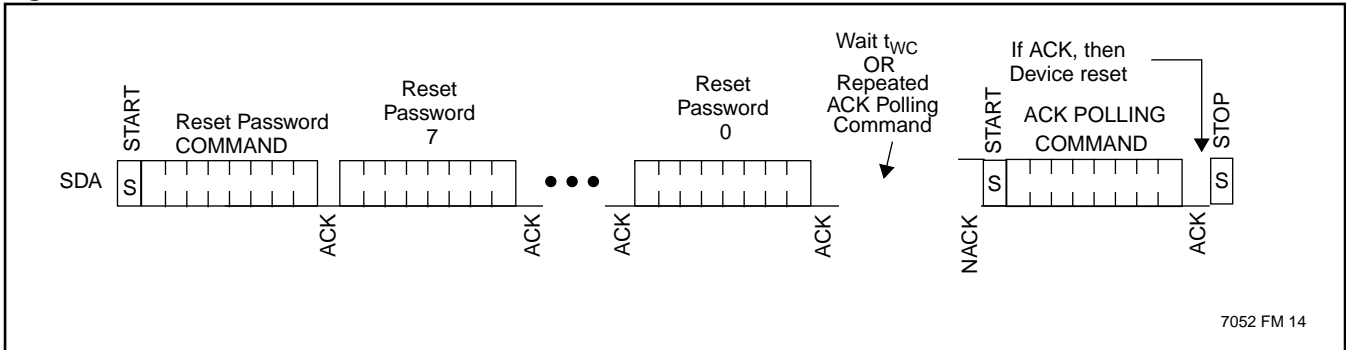 Wait tWC
OR
Repeated
ACK Polling
Command
If ACK, then
Device reset
START
Reset Password
COMMAND
Reset
Password
7
Reset
Password
0
START
ACK POLLING
COMMAND
STOP
SDA
S
S
S
ACK
ACK
ACK
ACK
NACK
ACK
7052 FM 14